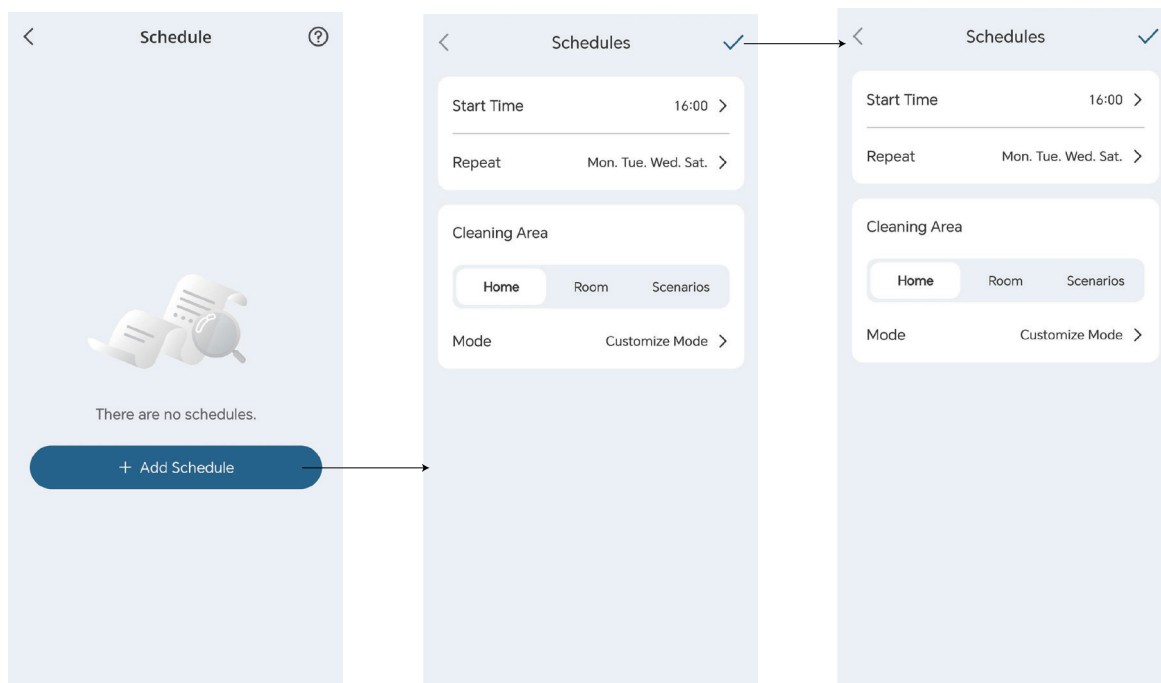 Schedule
There are no schedules.
+ Add Schedule
Schedules
Start Time 16:00
Repeat Mon. Tue. Wed. Sat.
Cleaning Area
Home Room Scenarios
Mode Customize Mode
Schedules
Start Time 16:00
Repeat Mon. Tue. Wed. Sat.
Cleaning Area
Home Room Scenarios
Mode Customize Mode